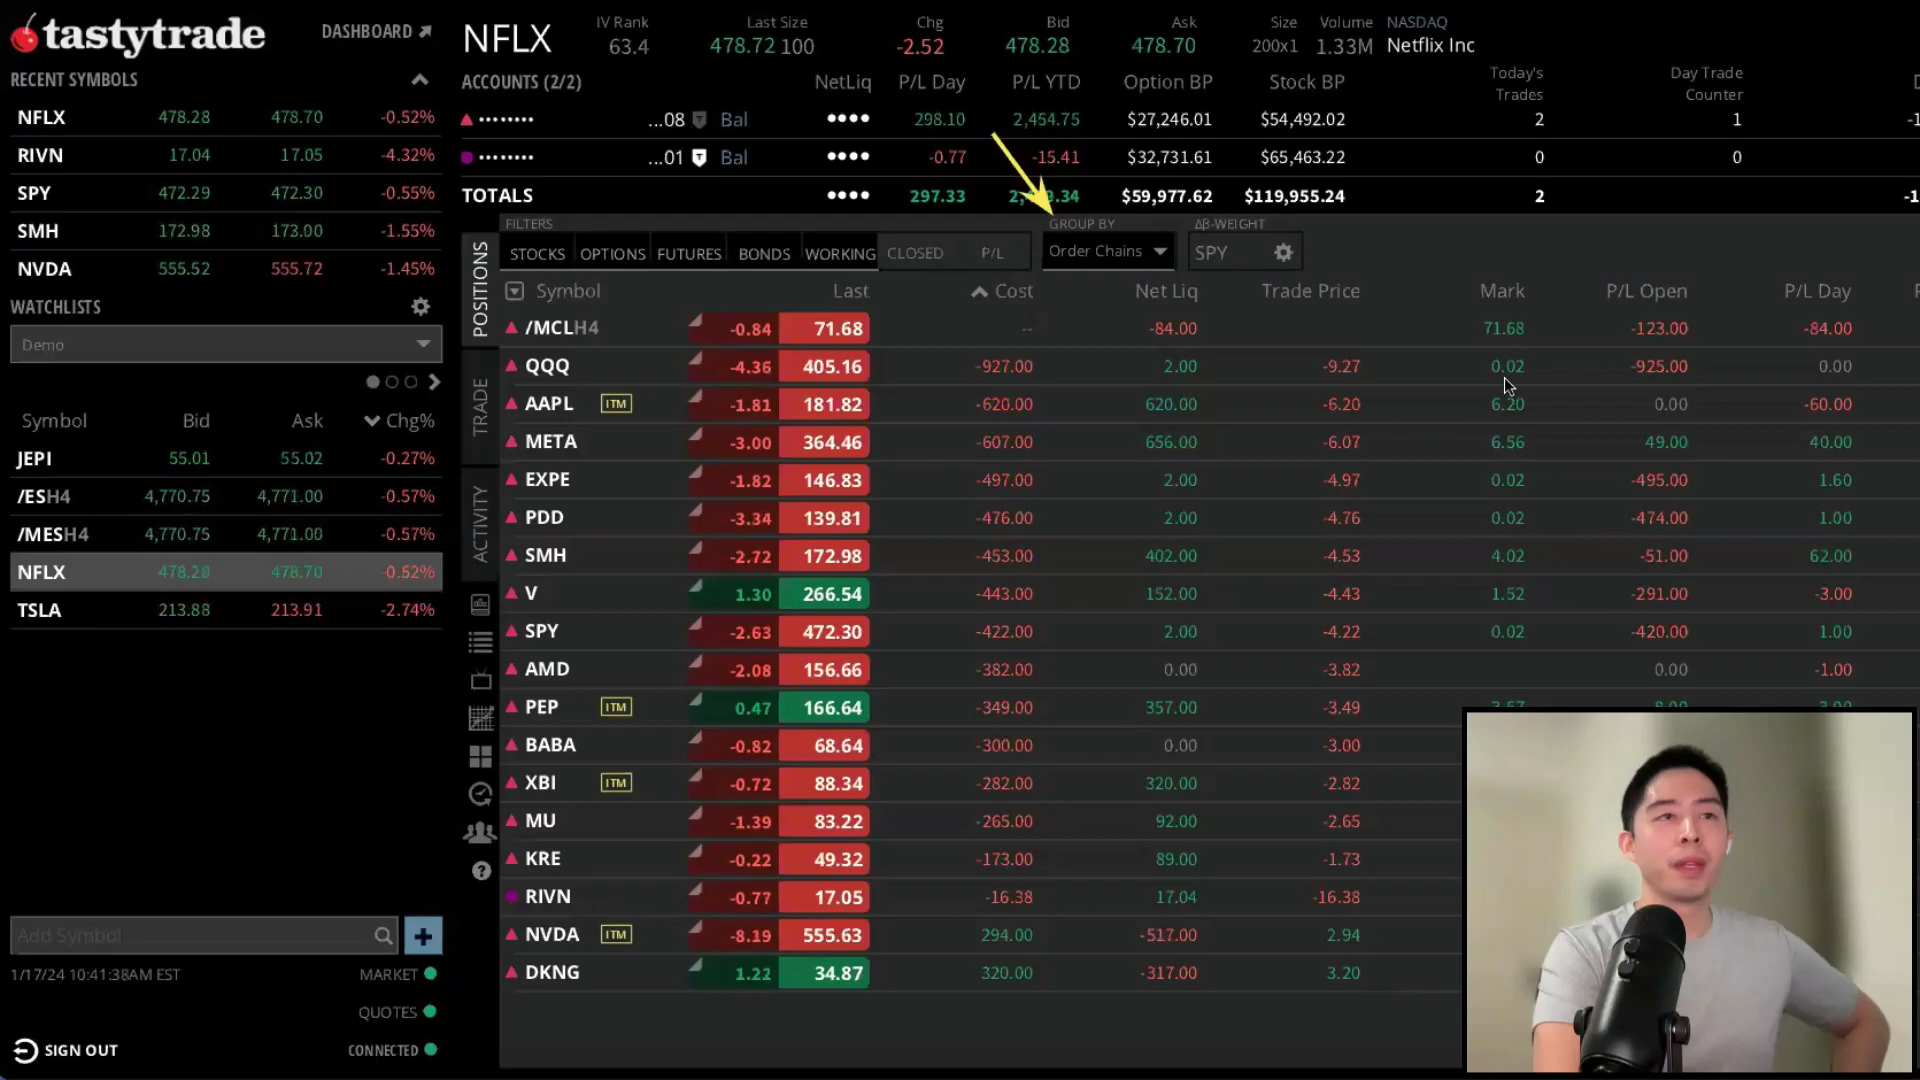 tastytrade
DASHBOARD
RECENT SYMBOLS
NFLX 478.28 478.70 -0.52%
RIVN 17.04 17.05 -4.32%
SPY 472.29 472.30 -0.55%
SMH 172.98 173.00 -1.55%
NVDA 555.52 555.72 -1.45%
WATCHLISTS
Demo
Symbol Bid Ask Chg%
JEPI 55.01 55.02 -0.27%
/ESH4 4,770.75 4,771.00 -0.57%
/MESH4 4,770.75 4,771.00 -0.57%
NFLX 478.28 478.70 -0.52%
TSLA 213.88 213.91 -2.74%
Add Symbol
1/17/24 10:41:38AM EST MARKET
QUOTES
SIGN OUT CONNECTED
NFLX
IV Rank Last Size Chg Bid Ask Size Volume NASDAQ
63.4 478.72 100 -2.52 478.28 478.70 200x1 1.33M Netflix Inc
ACCOUNTS (2/2) NetLiq P/L Day P/L YTD Option BP Stock BP Today's Trades Day Trade Counter
...08 Bal •••• 298.10 2,454.75 $27,246.01 $54,492.02 2 1
...01 Bal •••• -0.77 -15.41 $32,731.61 $65,463.22 0 0
TOTALS •••• 297.33 $59,977.62 $119,955.24 2
FILTERS GROUP BY Δβ-WEIGHT
STOCKS OPTIONS FUTURES BONDS WORKING CLOSED P/L Order Chains SPY
POSITIONS
TRADE
ACTIVITY
Symbol Last Cost Net Liq Trade Price Mark P/L Open P/L Day
/MCLH4 -0.84 71.68 -- -84.00 71.68 -123.00 -84.00
QQQ -4.36 405.16 -927.00 2.00 -9.27 0.02 -925.00 0.00
AAPL ITM -1.81 181.82 -620.00 620.00 -6.20 6.20 0.00 -60.00
META -3.00 364.46 -607.00 656.00 -6.07 6.56 49.00 40.00
EXPE -1.82 146.83 -497.00 2.00 -4.97 0.02 -495.00 1.60
PDD -3.34 139.81 -476.00 2.00 -4.76 0.02 -474.00 1.00
SMH -2.72 172.98 -453.00 402.00 -4.53 4.02 -51.00 62.00
V 1.30 266.54 -443.00 152.00 -4.43 1.52 -291.00 -3.00
SPY -2.63 472.30 -422.00 2.00 -4.22 0.02 -420.00 1.00
AMD -2.08 156.66 -382.00 0.00 -3.82 0.00 -1.00
PEP ITM 0.47 166.64 -349.00 357.00 -3.49
BABA -0.82 68.64 -300.00 0.00 -3.00
XBI ITM -0.72 88.34 -282.00 320.00 -2.82
MU -1.39 83.22 -265.00 92.00 -2.65
KRE -0.22 49.32 -173.00 89.00 -1.73
RIVN -0.77 17.05 -16.38 17.04 -16.38
NVDA ITM -8.19 555.63 294.00 -517.00 2.94
DKNG 1.22 34.87 320.00 -317.00 3.20